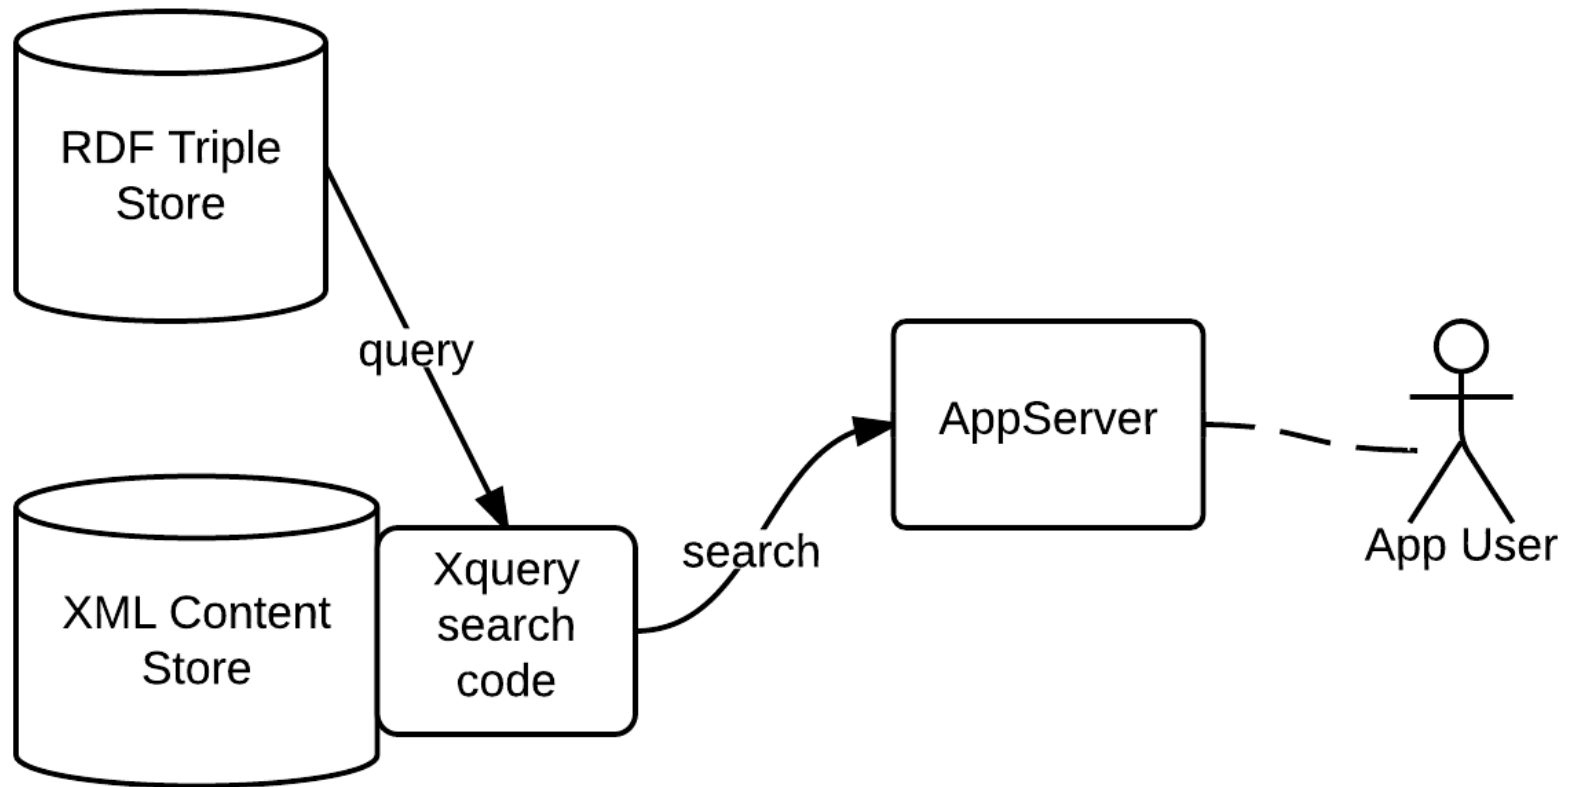 RDF Triple
Store
query
XML Content
Store
Xquery
search
code
search
AppServer
App User